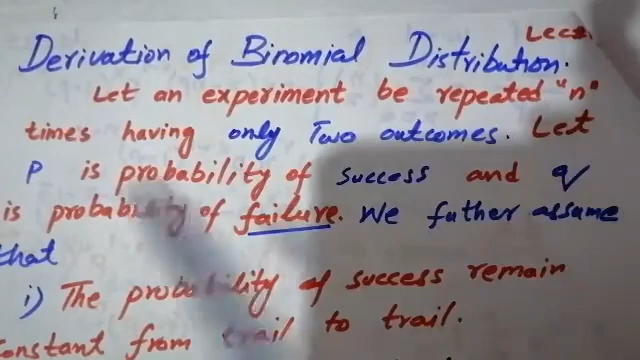 Lec
Derivation of Binomial Distribution.
Let an experiment be repeated "n"
times having only Two outcomes. Let
P is probability of success and q
is probability of failure. We futher assume
that
i) The probability of success remain
constant from trail to trail.